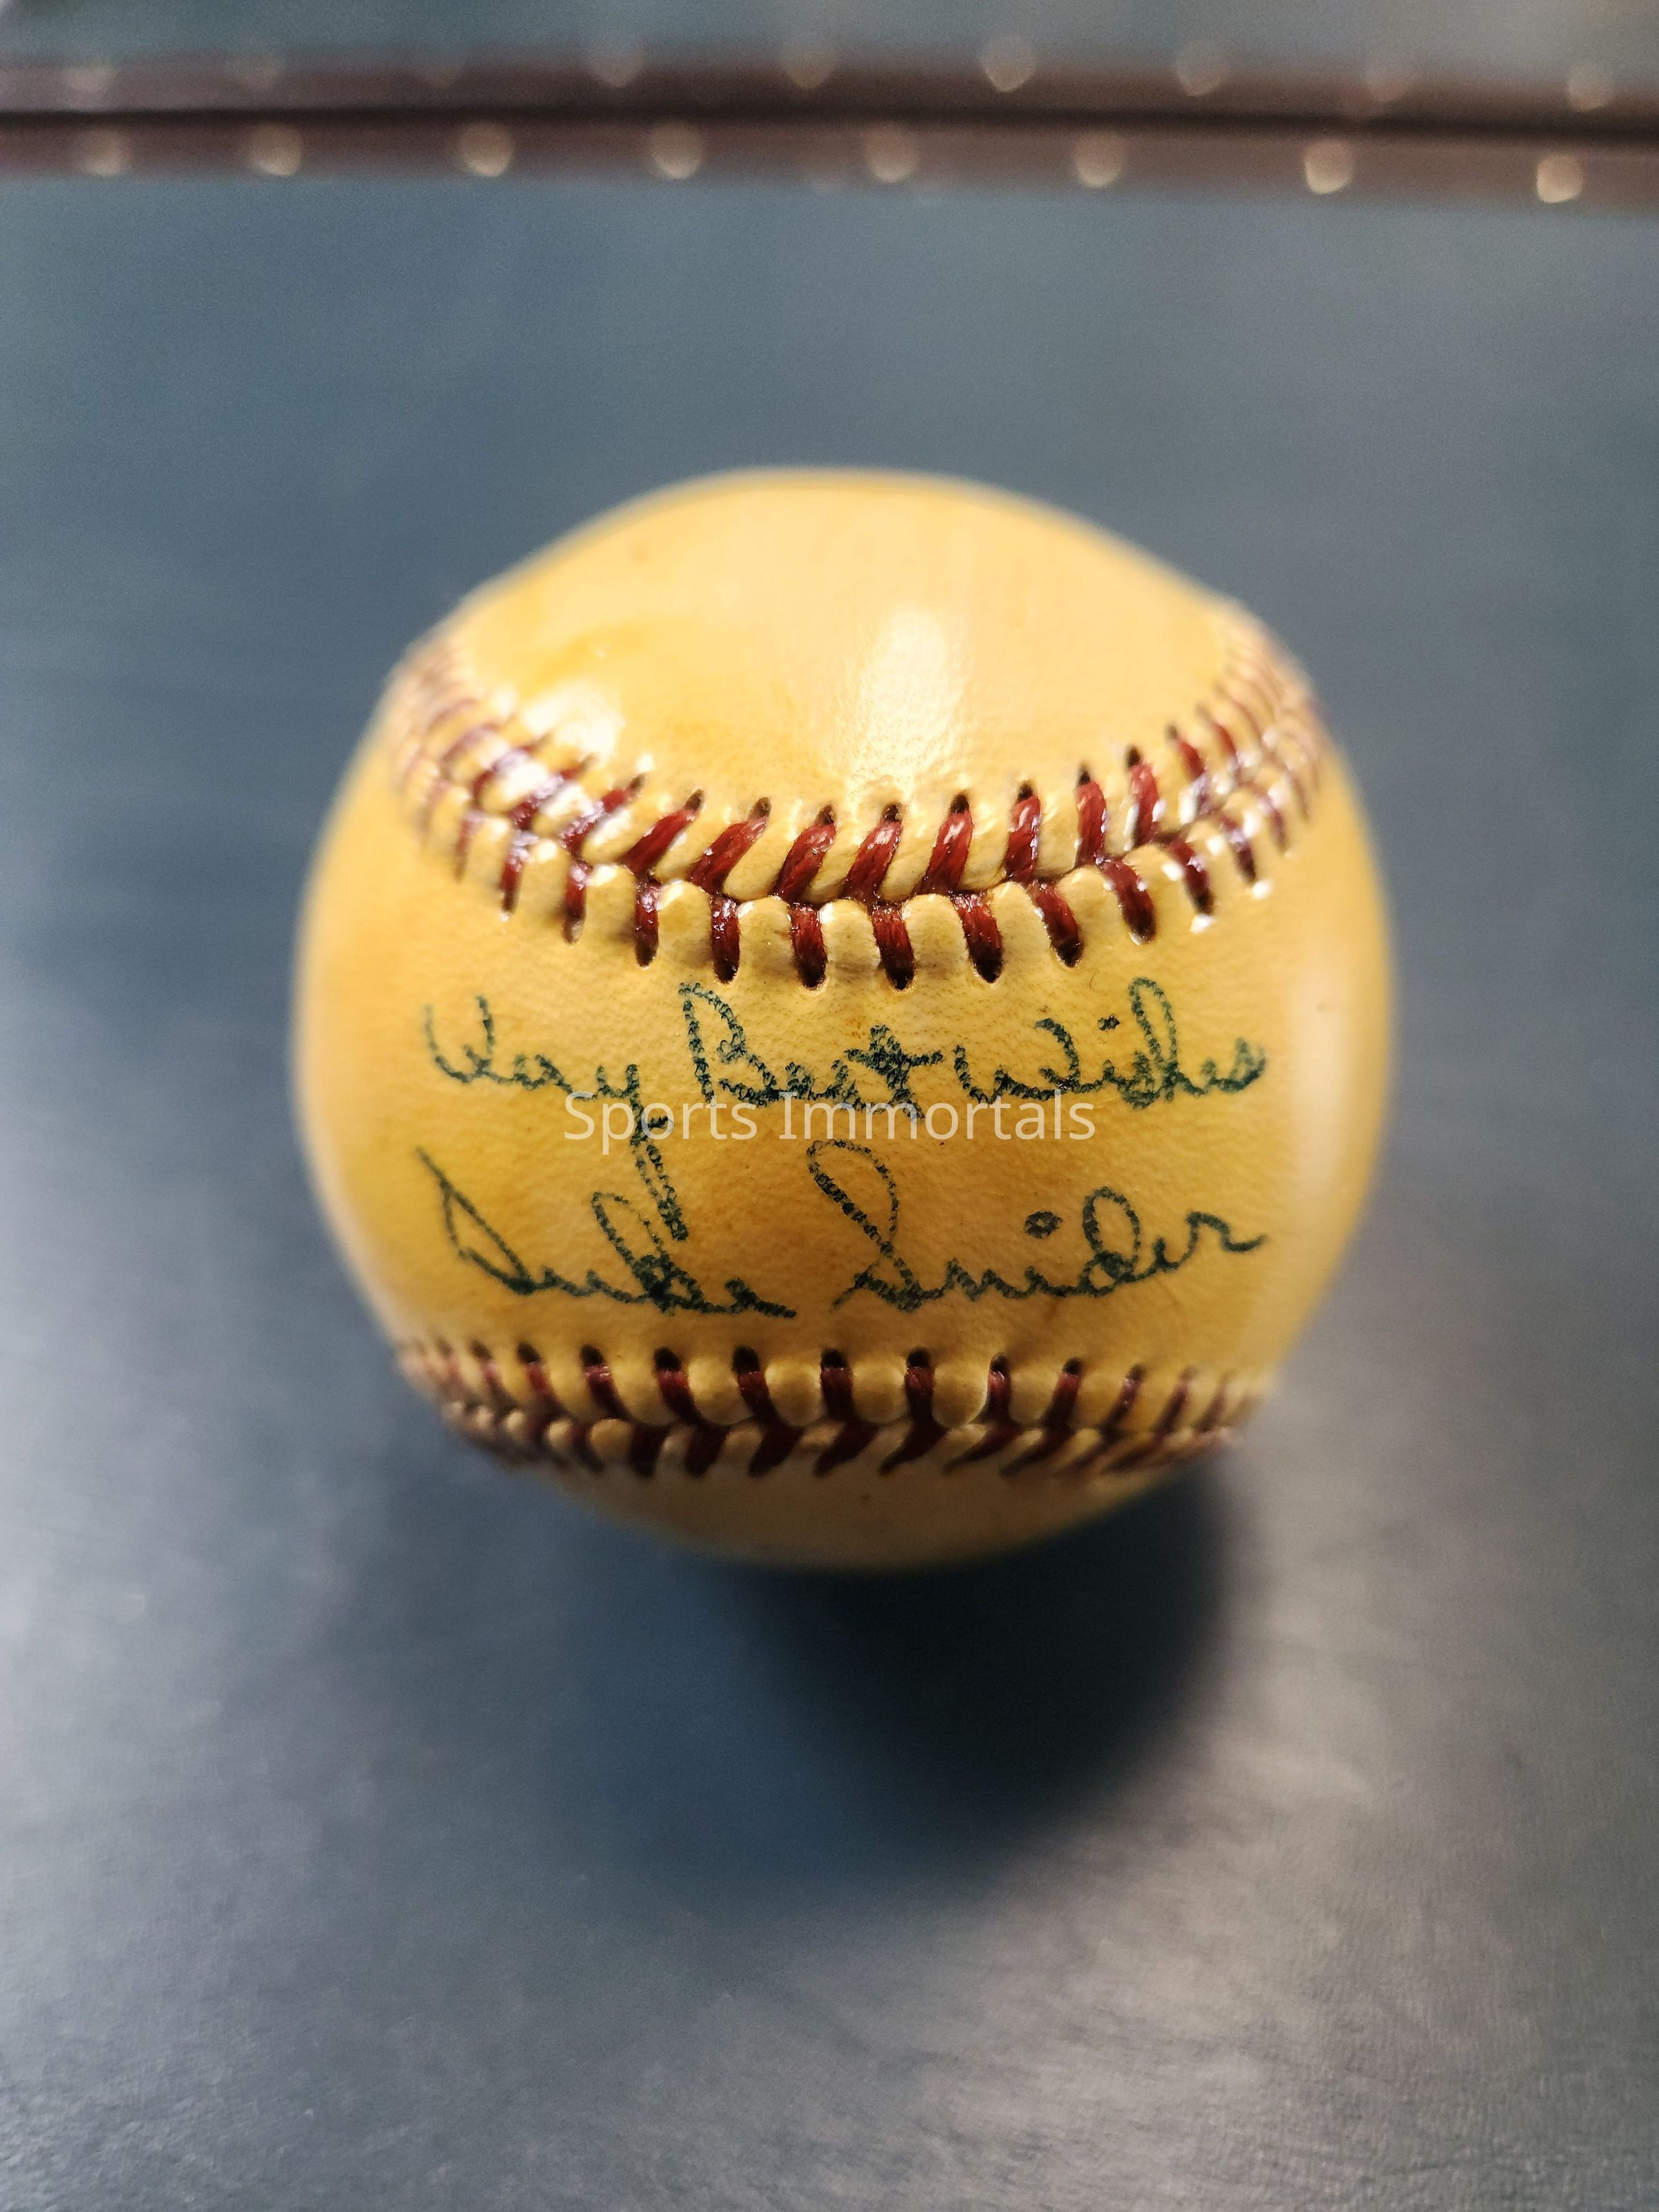 Very Best Wishes
Sports Immortals
Duke Snider